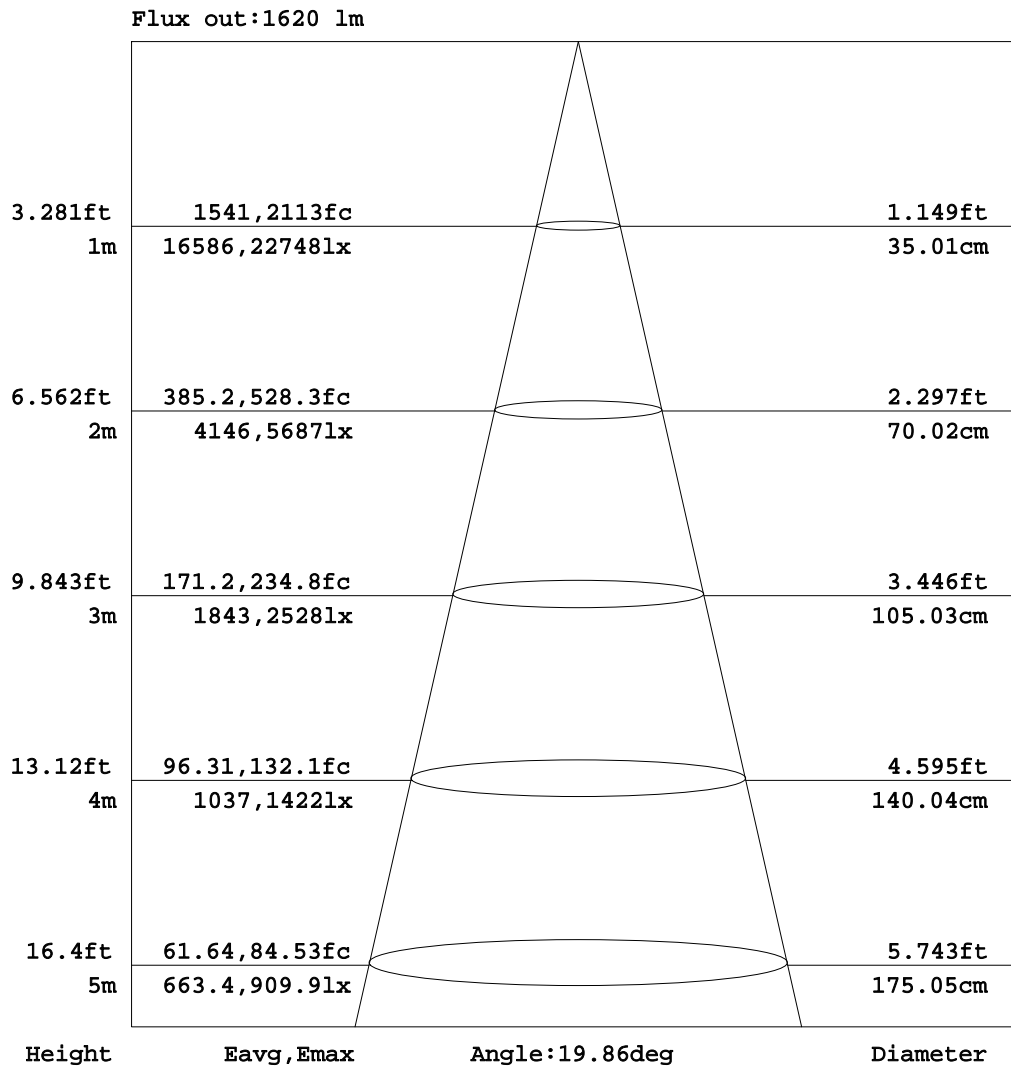 Flux out:1620 lm
3.281ft 1541,2113fc 1.149ft
1m 16586,22748lx 35.01cm
6.562ft 385.2,528.3fc 2.297ft
2m 4146,5687lx 70.02cm
9.843ft 171.2,234.8fc 3.446ft
3m 1843,2528lx 105.03cm
13.12ft 96.31,132.1fc 4.595ft
4m 1037,1422lx 140.04cm
16.4ft 61.64,84.53fc 5.743ft
5m 663.4,909.9lx 175.05cm
Height Eavg,Emax Angle:19.86deg Diameter